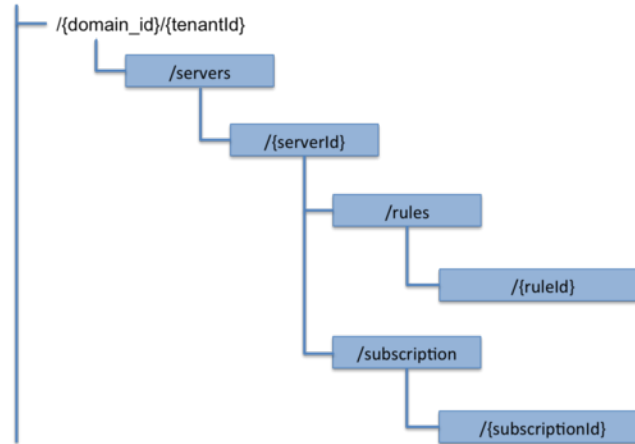 /{domain_id}/{tenantId}
/servers
/{serverId}
/rules
/{ruleId}
/subscription
/{subscriptionId}